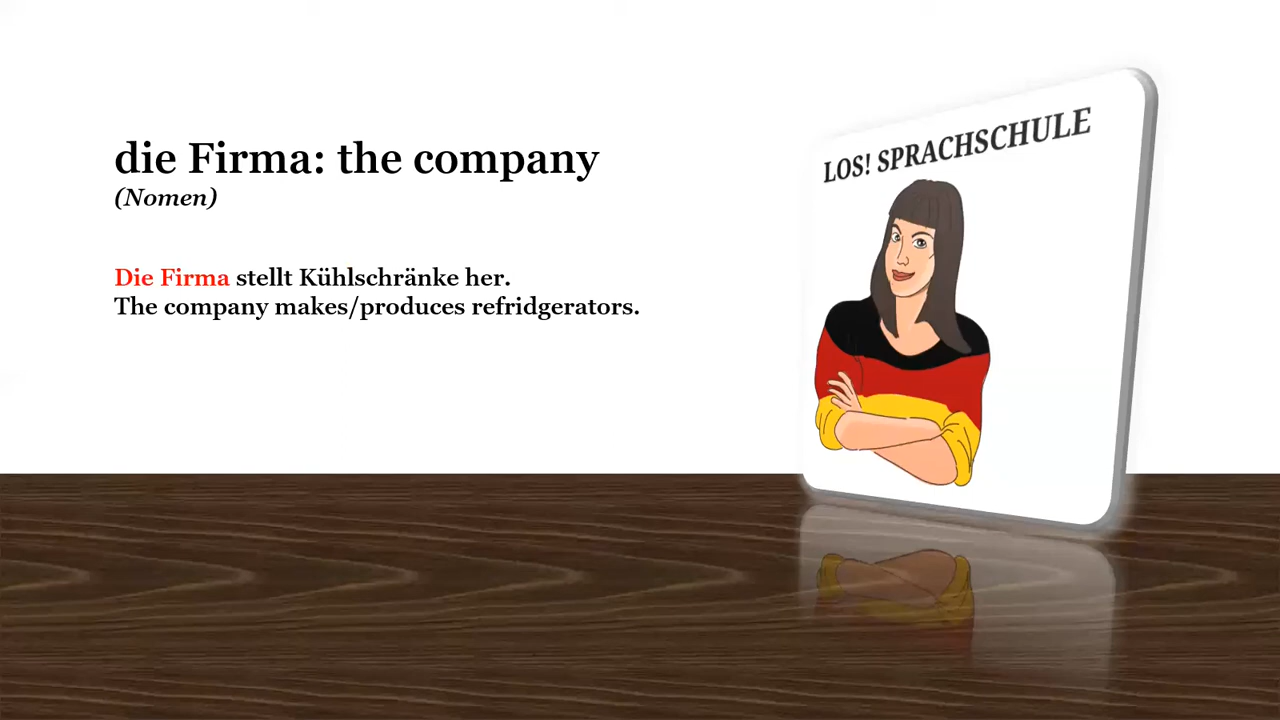 die Firma: the company
(Nomen)
Die Firma stellt Kühlschränke her.
The company makes/produces refridgerators.
LOS! SPRACHSCHULE